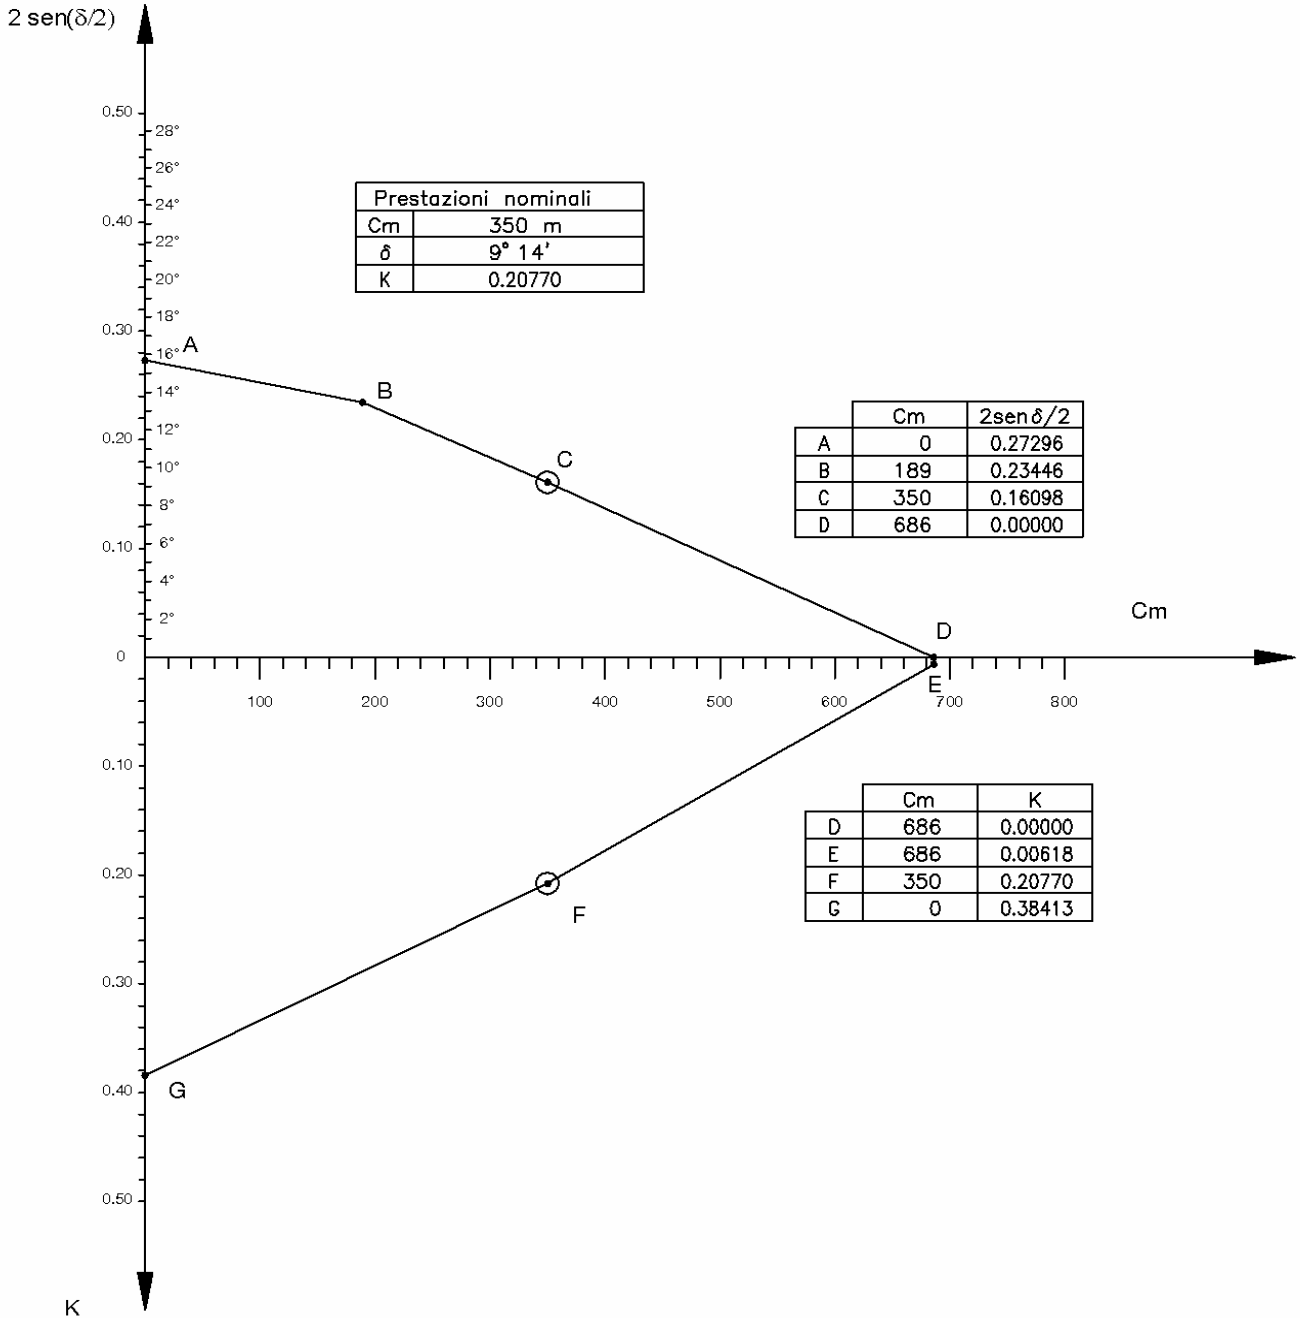 2 sen(δ/2)
0.50
28°
26°
24°
0.40
22°
20°
18°
0.30
16°
14°
0.20
12°
10°
8°
0.10
6°
4°
2°
0
Prestazioni nominali
Cm 350 m
δ 9° 14'
K 0.20770
A
B
C
D
E
F
G
Cm 2senδ/2
A 0 0.27296
B 189 0.23446
C 350 0.16098
D 686 0.00000
Cm
100 200 300 400 500 600 700 800
0.10
0.20
0.30
0.40
0.50
Cm K
D 686 0.00000
E 686 0.00618
F 350 0.20770
G 0 0.38413
K